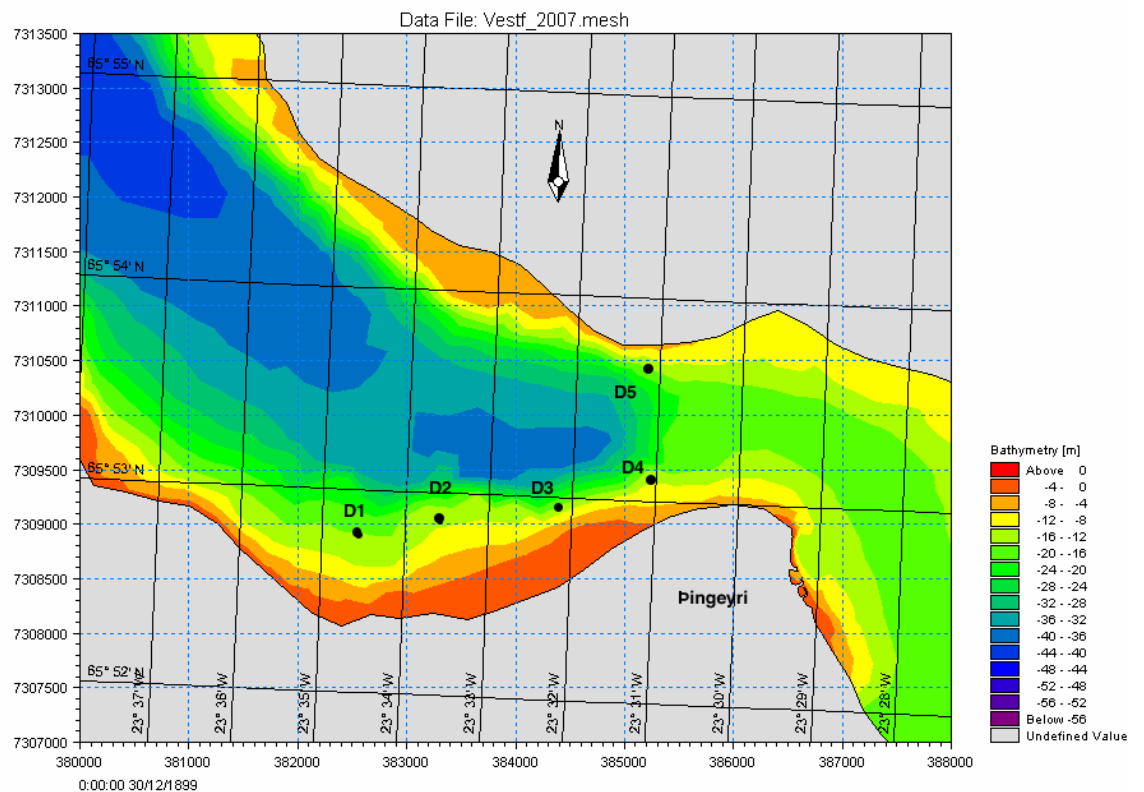 Data File: Vestf_2007.mesh
7313500
7313000
7312500
7312000
7311500
7311000
7310500
7310000
7309500
7309000
7308500
7308000
7307500
7307000
65° 55' N
65° 54' N
65° 53' N
65° 52' N
N
D5
D4
D3
D2
D1
Þingeyri
23° 37' W
23° 36' W
23° 35' W
23° 34' W
23° 33' W
23° 32' W
23° 31' W
23° 30' W
23° 29' W
23° 28' W
380000 381000 382000 383000 384000 385000 386000 387000 388000
0:00:00 30/12/1899
Bathymetry [m]
Above 0
-4 - 0
-8 - -4
-12 - -8
-16 - -12
-20 - -16
-24 - -20
-28 - -24
-32 - -28
-36 - -32
-40 - -36
-44 - -40
-48 - -44
-52 - -48
-56 - -52
Below -56
Undefined Value